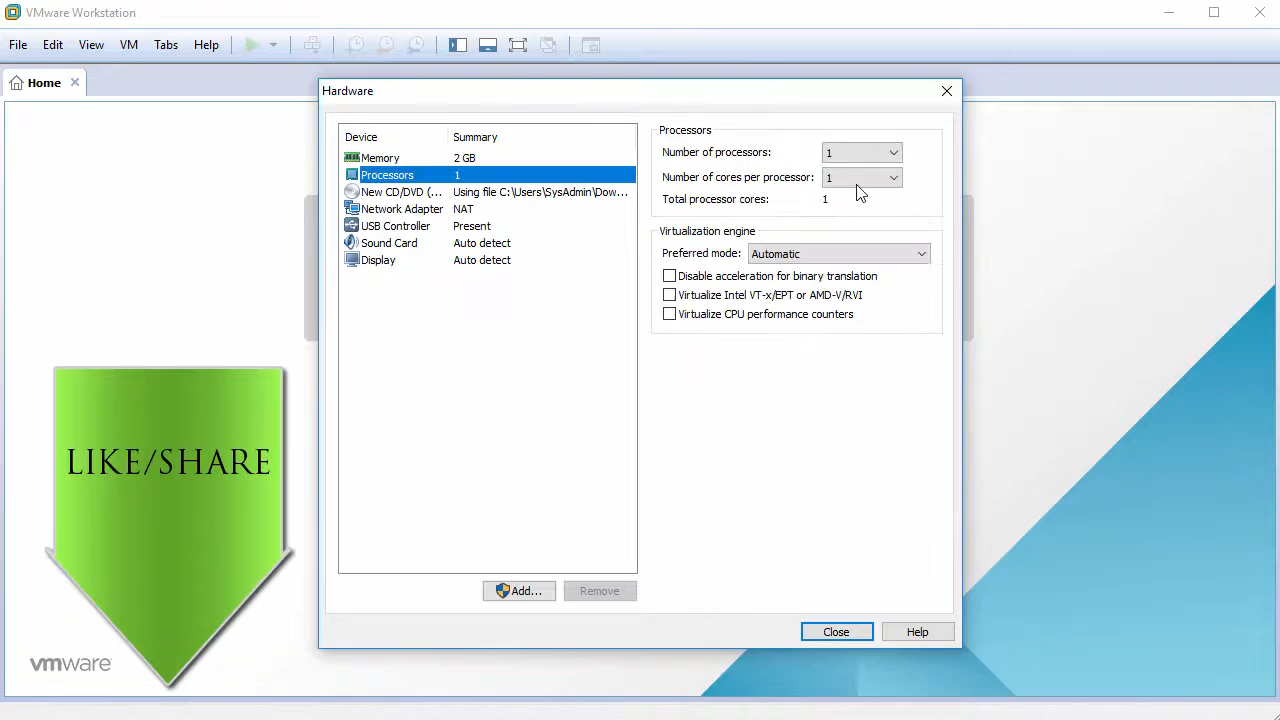 VMware Workstation
File Edit View VM Tabs Help
Home
Hardware
Device Summary
Memory 2 GB
Processors 1
New CD/DVD (... Using file C:\Users\SysAdmin\Dow...
Network Adapter NAT
USB Controller Present
Sound Card Auto detect
Display Auto detect
Add... Remove
Processors
Number of processors: 1
Number of cores per processor: 1
Total processor cores: 1
Virtualization engine
Preferred mode: Automatic
Disable acceleration for binary translation
Virtualize Intel VT-x/EPT or AMD-V/RVI
Virtualize CPU performance counters
Close Help
LIKE/SHARE
vmware